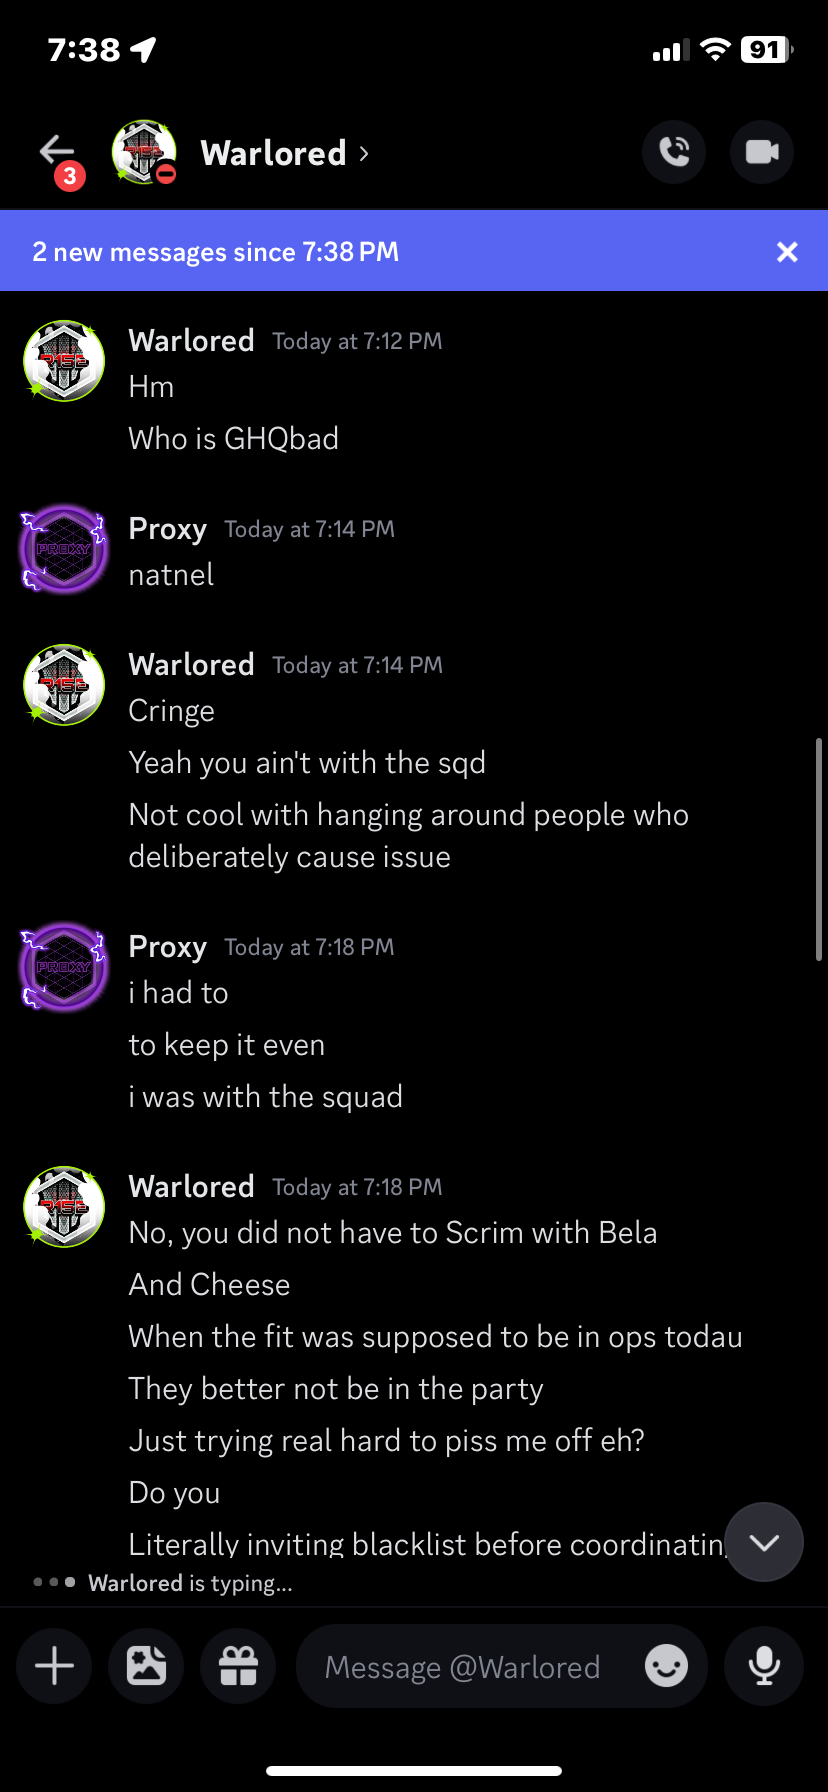 7:38
91
3
Warlored
2 new messages since 7:38 PM
Warlored Today at 7:12 PM
Hm
Who is GHQbad
PROXY
Proxy Today at 7:14 PM
natnel
Warlored Today at 7:14 PM
Cringe
Yeah you ain't with the sqd
Not cool with hanging around people who
deliberately cause issue
PROXY
Proxy Today at 7:18 PM
i had to
to keep it even
i was with the squad
Warlored Today at 7:18 PM
No, you did not have to Scrim with Bela
And Cheese
When the fit was supposed to be in ops todau
They better not be in the party
Just trying real hard to piss me off eh?
Do you
Literally inviting blacklist before coordinatin
Warlored is typing...
Message @Warlored